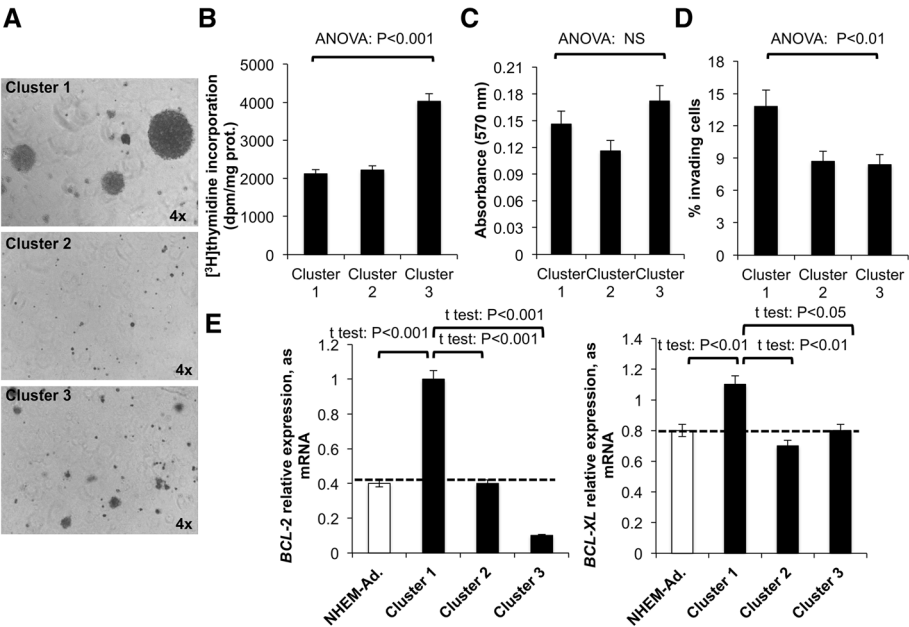 A
Cluster 1
4x
Cluster 2
4x
Cluster 3
4x
B
ANOVA: P<0.001
[³H]thymidine incorporation
(dpm/mg prot.)
5000
4000
3000
2000
1000
0
Cluster
1
Cluster
2
Cluster
3
C
ANOVA: NS
Absorbance (570 nm)
0.21
0.18
0.15
0.12
0.09
0.06
0.03
0
Cluster
1
Cluster
2
Cluster
3
D
ANOVA: P<0.01
% invading cells
18
15
12
9
6
3
0
Cluster
1
Cluster
2
Cluster
3
E
t test: P<0.001
t test: P<0.001
t test: P<0.001
BCL-2 relative expression, as
mRNA
1.2
1
0.8
0.6
0.4
0.2
0
NHEM-Ad.
Cluster 1
Cluster 2
Cluster 3
t test: P<0.05
t test: P<0.01
t test: P<0.01
BCL-XL relative expression, as
mRNA
1.4
1.2
1
0.8
0.6
0.4
0.2
0
NHEM-Ad.
Cluster 1
Cluster 2
Cluster 3